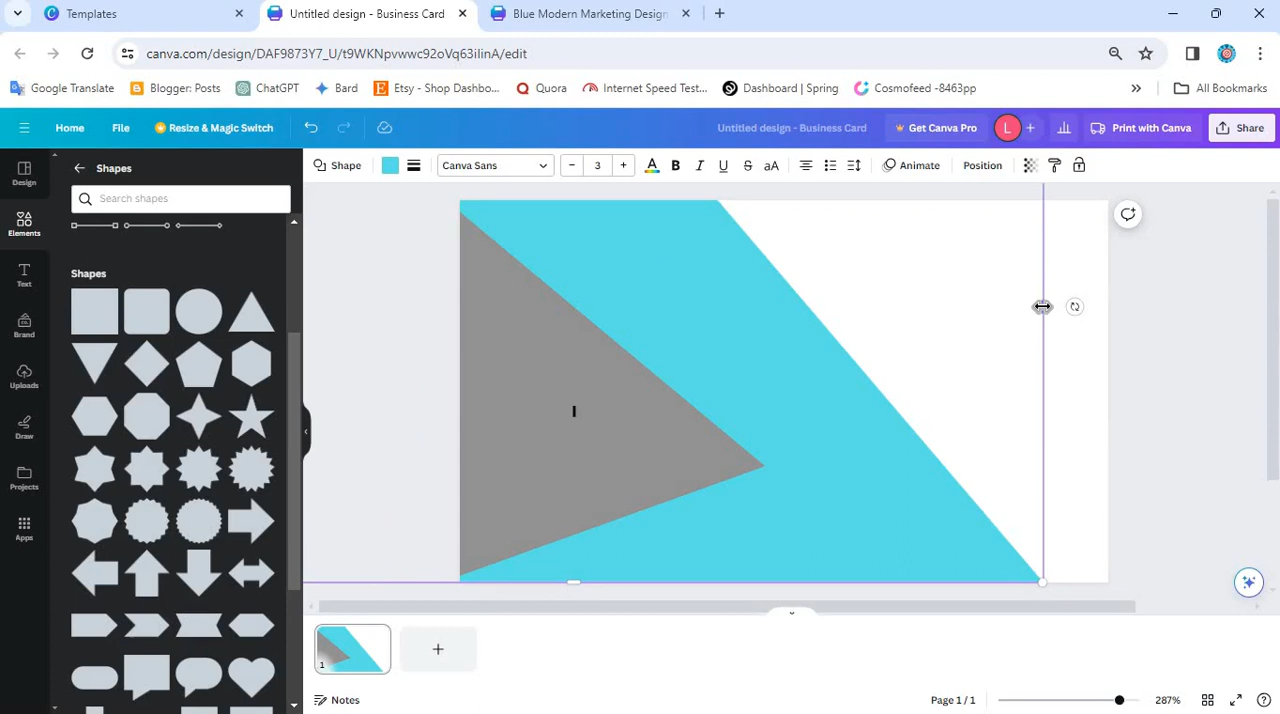 Templates
Untitled design - Business Card
Blue Modern Marketing Design
canva.com/design/DAF9873Y7_U/t9WKNpvwwc92oVq63iIinA/edit
Google Translate
Blogger: Posts
ChatGPT
Bard
Etsy - Shop Dashbo...
Quora
Internet Speed Test...
Dashboard | Spring
Cosmofeed -8463pp
All Bookmarks
Home
File
Resize & Magic Switch
Untitled design - Business Card
Get Canva Pro
L
Print with Canva
Share
Design
Elements
Text
Brand
Uploads
Draw
Projects
Apps
Shapes
Search shapes
Shapes
Shape
Canva Sans
3
B
I
U
S
aA
Animate
Position
1
Notes
Page 1 / 1
287%